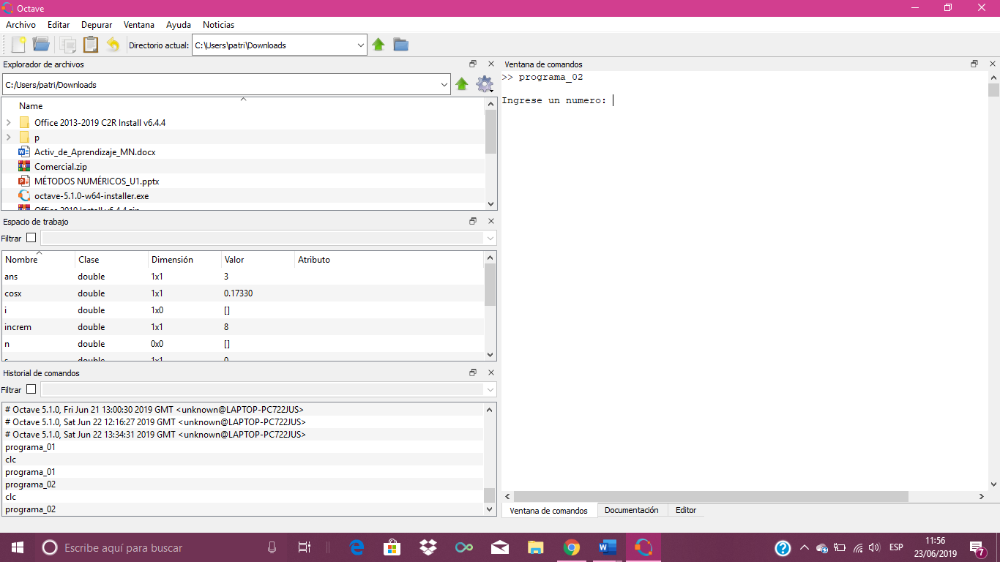 Octave
Archivo Editar Depurar Ventana Ayuda Noticias
Directorio actual: C:\Users\patri\Downloads
Explorador de archivos
C:/Users/patri/Downloads
Name
Office 2013-2019 C2R Install v6.4.4
p
Activ_de_Aprendizaje_MN.docx
Comercial.zip
MÉTODOS NUMÉRICOS_U1.pptx
octave-5.1.0-w64-installer.exe
Office 2019 Install v6.4.4.zip
Espacio de trabajo
Filtrar
Nombre Clase Dimensión Valor Atributo
ans double 1x1 3
cosx double 1x1 0.17330
i double 1x0 []
increm double 1x1 8
n double 0x0 []
s double 1x1 0
Historial de comandos
Filtrar
# Octave 5.1.0, Fri Jun 21 13:00:30 2019 GMT <unknown@LAPTOP-PC722JUS>
# Octave 5.1.0, Sat Jun 22 12:16:27 2019 GMT <unknown@LAPTOP-PC722JUS>
# Octave 5.1.0, Sat Jun 22 13:34:31 2019 GMT <unknown@LAPTOP-PC722JUS>
programa_01
clc
programa_01
programa_02
clc
programa_02
Ventana de comandos
>> programa_02
Ingrese un numero:
Ventana de comandos Documentación Editor
Escribe aquí para buscar
ESP
11:56
23/06/2019
7